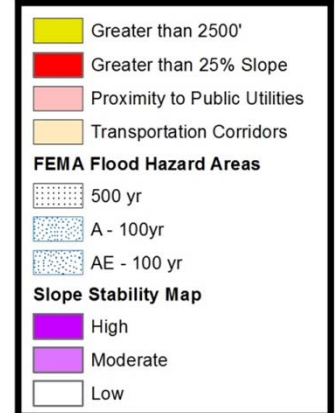 Greater than 2500'
Greater than 25% Slope
Proximity to Public Utilities
Transportation Corridors
FEMA Flood Hazard Areas
500 yr
A - 100yr
AE - 100 yr
Slope Stability Map
High
Moderate
Low